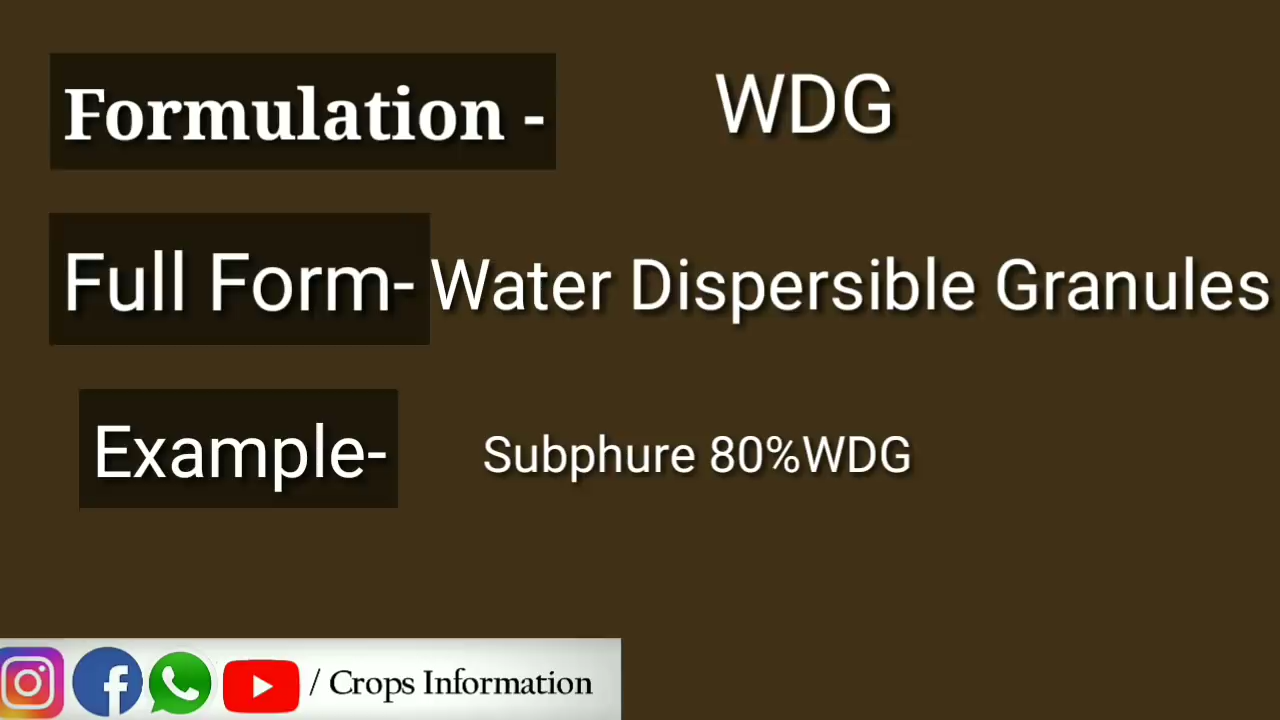 Formulation - WDG
Full Form- Water Dispersible Granules
Example- Subphure 80%WDG
/ Crops Information